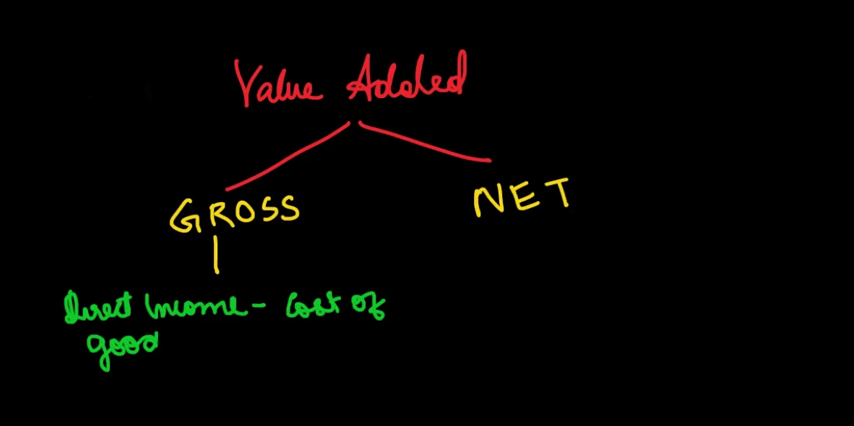 Value Added
GROSS
NET
Direct Income - Cost of
good